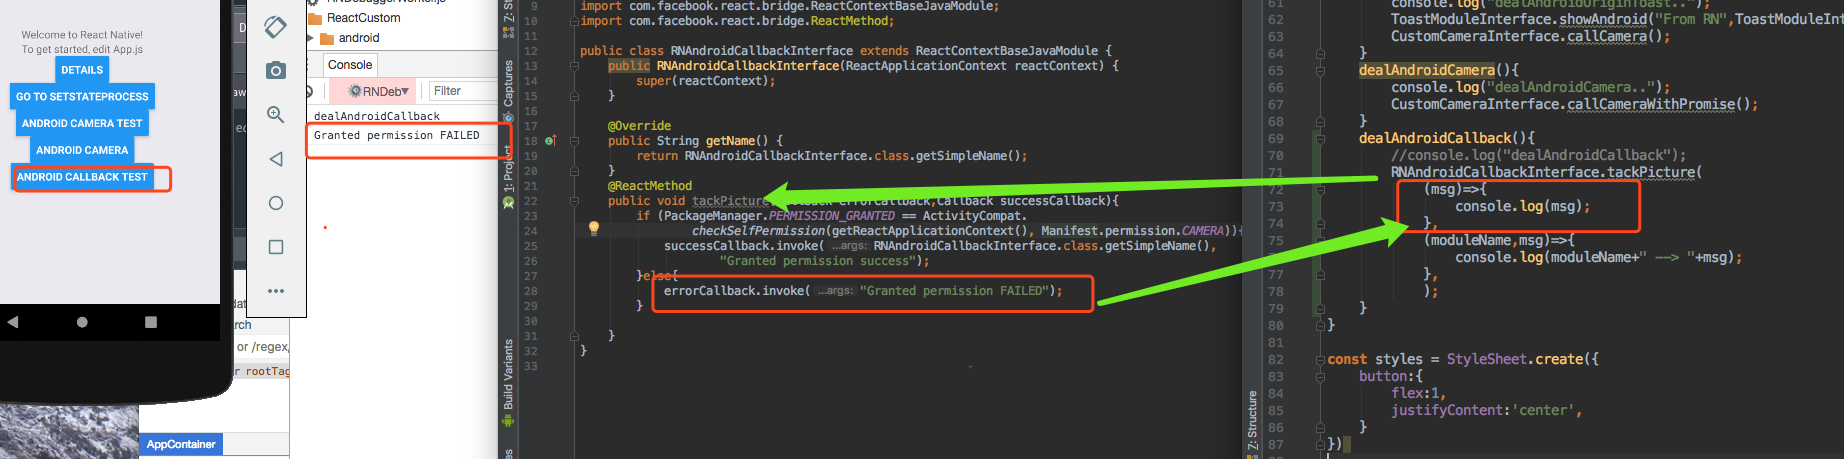 Welcome to React Native!
To get started, edit App.js
DETAILS
GO TO SETSTATEPROCESS
ANDROID CAMERA TEST
ANDROID CAMERA
ANDROID CALLBACK TEST
D
aw
ec
dat
arch
or /regex/
r rootTag
AppContainer
RNDebuggerWorker.js
ReactCustom
android
Console
RNDeb▼
Filter
dealAndroidCallback
Granted permission FAILED
7: St
Captures
1: Project
Build Variants
9 import com.facebook.react.bridge.ReactContextBaseJavaModule;
10 import com.facebook.react.bridge.ReactMethod;
11
12 public class RNAndroidCallbackInterface extends ReactContextBaseJavaModule {
13 public RNAndroidCallbackInterface(ReactApplicationContext reactContext) {
14 super(reactContext);
15 }
16
17 @Override
18 public String getName() {
19 return RNAndroidCallbackInterface.class.getSimpleName();
20 }
21 @ReactMethod
22 public void tackPicture errorCallback,Callback successCallback){
23 if (PackageManager.PERMISSION_GRANTED == ActivityCompat.
24 checkSelfPermission(getReactApplicationContext(), Manifest.permission.CAMERA)){
25 successCallback.invoke( ...args: RNAndroidCallbackInterface.class.getSimpleName(),
26 "Granted permission success");
27 }else{
28 errorCallback.invoke( ...args: "Granted permission FAILED");
29 }
30
31 }
32 }
33
7: Structure
61 console.log("dealAndroidOriginToast..");
62 ToastModuleInterface.showAndroid("From RN",ToastModuleInt
63 CustomCameraInterface.callCamera();
64 }
65 dealAndroidCamera(){
66 console.log("dealAndroidCamera..");
67 CustomCameraInterface.callCameraWithPromise();
68 }
69 dealAndroidCallback(){
70 //console.log("dealAndroidCallback");
71 RNAndroidCallbackInterface.tackPicture(
72 (msg)=>{
73 console.log(msg);
74 },
75 (moduleName,msg)=>{
76 console.log(moduleName+" --> "+msg);
77 },
78 );
79 }
80 }
81
82 const styles = StyleSheet.create({
83 button:{
84 flex:1,
85 justifyContent:'center',
86 }
87 })